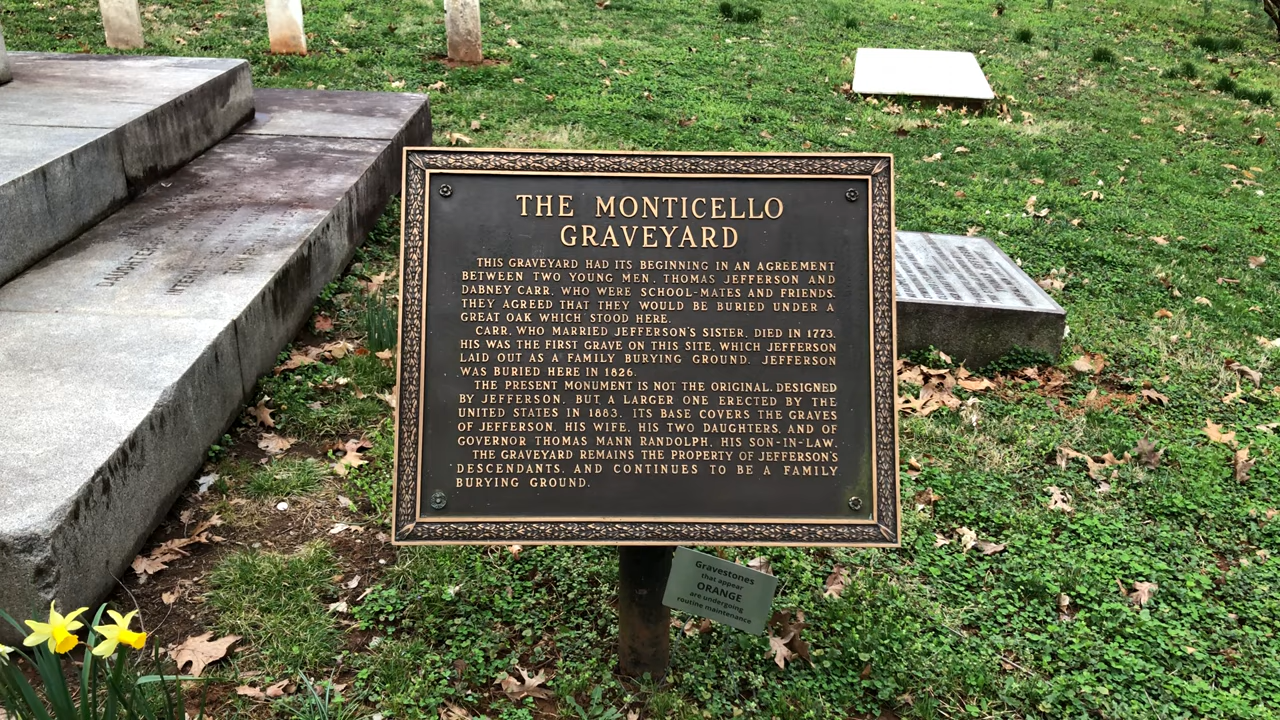 THE MONTICELLO
GRAVEYARD
THIS GRAVEYARD HAD ITS BEGINNING IN AN AGREEMENT
BETWEEN TWO YOUNG MEN, THOMAS JEFFERSON AND
DABNEY CARR, WHO WERE SCHOOL-MATES AND FRIENDS.
THEY AGREED THAT THEY WOULD BE BURIED UNDER A
GREAT OAK WHICH STOOD HERE.
CARR, WHO MARRIED JEFFERSON'S SISTER, DIED IN 1773.
HIS WAS THE FIRST GRAVE ON THIS SITE, WHICH JEFFERSON
LAID OUT AS A FAMILY BURYING GROUND. JEFFERSON
WAS BURIED HERE IN 1826.
THE PRESENT MONUMENT IS NOT THE ORIGINAL, DESIGNED
BY JEFFERSON, BUT A LARGER ONE ERECTED BY THE
UNITED STATES IN 1883. ITS BASE COVERS THE GRAVES
OF JEFFERSON, HIS WIFE, HIS TWO DAUGHTERS, AND OF
GOVERNOR THOMAS MANN RANDOLPH, HIS SON-IN-LAW.
THE GRAVEYARD REMAINS THE PROPERTY OF JEFFERSON'S
DESCENDANTS, AND CONTINUES TO BE A FAMILY
BURYING GROUND.
Gravestones
that appear
ORANGE
are undergoing
routine maintenance